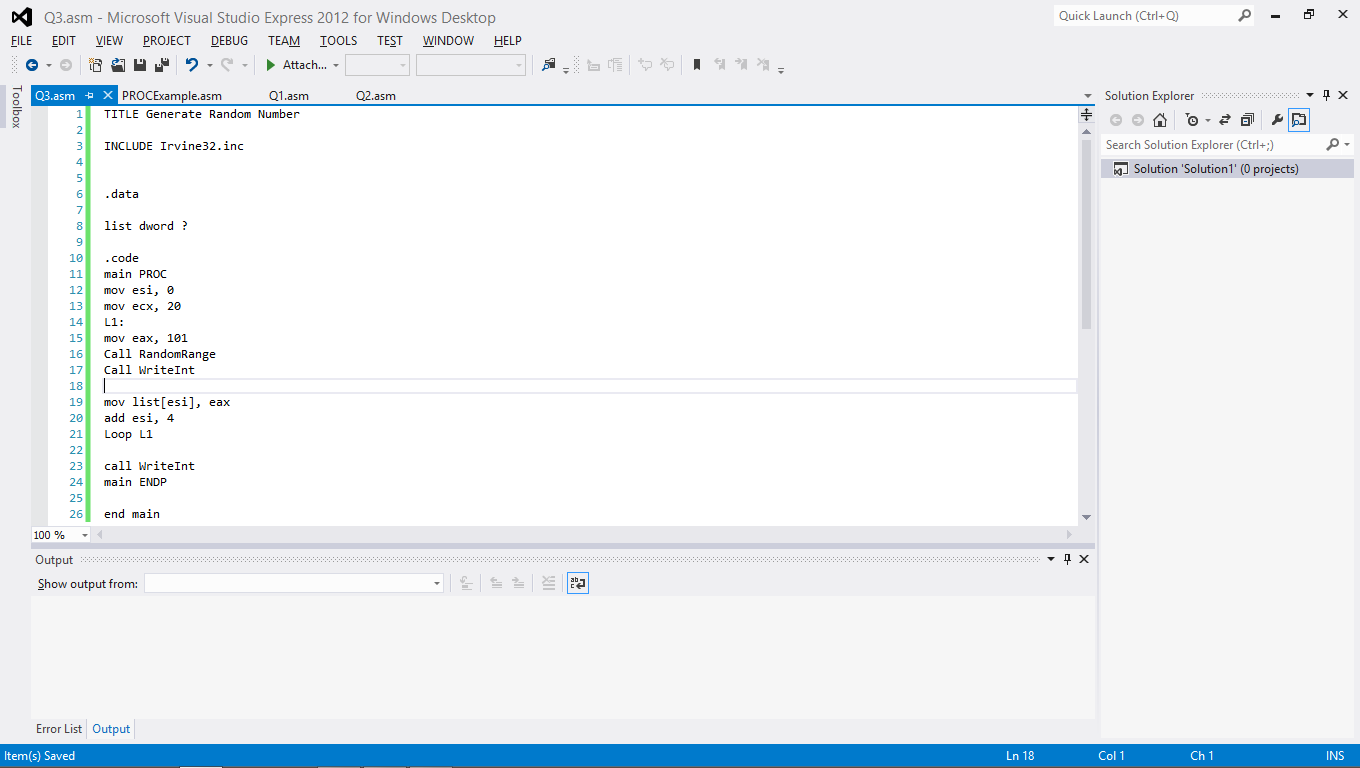 Q3.asm - Microsoft Visual Studio Express 2012 for Windows Desktop
Quick Launch (Ctrl+Q)
FILE EDIT VIEW PROJECT DEBUG TEAM TOOLS TEST WINDOW HELP
Attach...
Toolbox
Q3.asm PROCExample.asm Q1.asm Q2.asm
1 TITLE Generate Random Number
2
3 INCLUDE Irvine32.inc
4
5
6 .data
7
8 list dword ?
9
10 .code
11 main PROC
12 mov esi, 0
13 mov ecx, 20
14 L1:
15 mov eax, 101
16 Call RandomRange
17 Call WriteInt
18
19 mov list[esi], eax
20 add esi, 4
21 Loop L1
22
23 call WriteInt
24 main ENDP
25
26 end main
100 %
Solution Explorer
Search Solution Explorer (Ctrl+;)
Solution 'Solution1' (0 projects)
Output
Show output from:
Error List Output
Item(s) Saved Ln 18 Col 1 Ch 1 INS